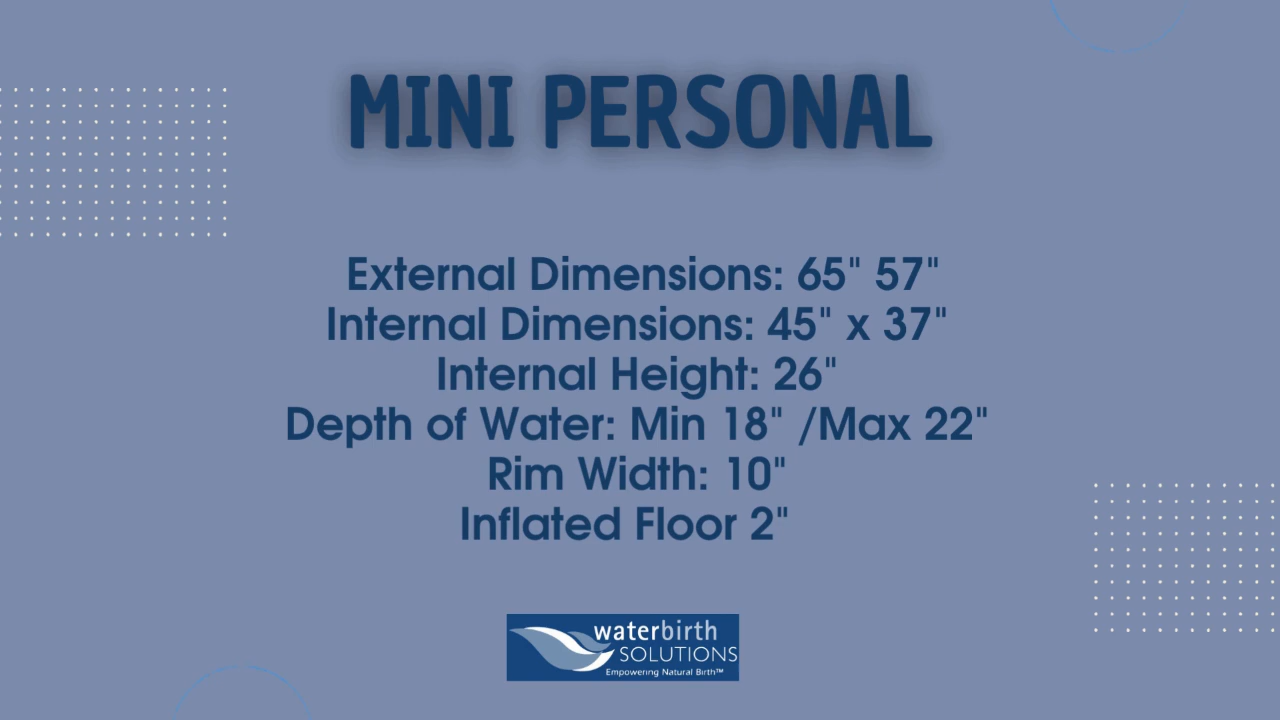 MINI PERSONAL
External Dimensions: 65" 57"
Internal Dimensions: 45" x 37"
Internal Height: 26"
Depth of Water: Min 18" /Max 22"
Rim Width: 10"
Inflated Floor 2"
waterbirth
SOLUTIONS
Empowering Natural Birth™